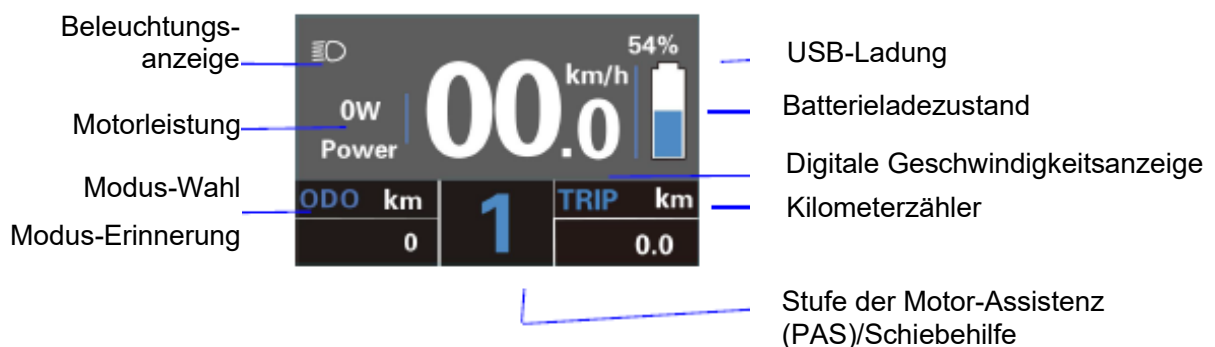 Beleuchtungs-
anzeige
Motorleistung
Modus-Wahl
Modus-Erinnerung
54%
km/h
00.0
0W
Power
ODO km
0
1
TRIP km
0.0
USB-Ladung
Batterieladezustand
Digitale Geschwindigkeitsanzeige
Kilometerzähler
Stufe der Motor-Assistenz
(PAS)/Schiebehilfe